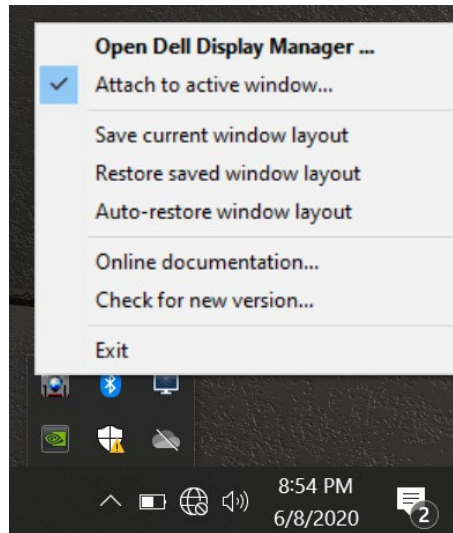 Open Dell Display Manager ...
Attach to active window...
Save current window layout
Restore saved window layout
Auto-restore window layout
Online documentation...
Check for new version...
Exit
8:54 PM
6/8/2020
2